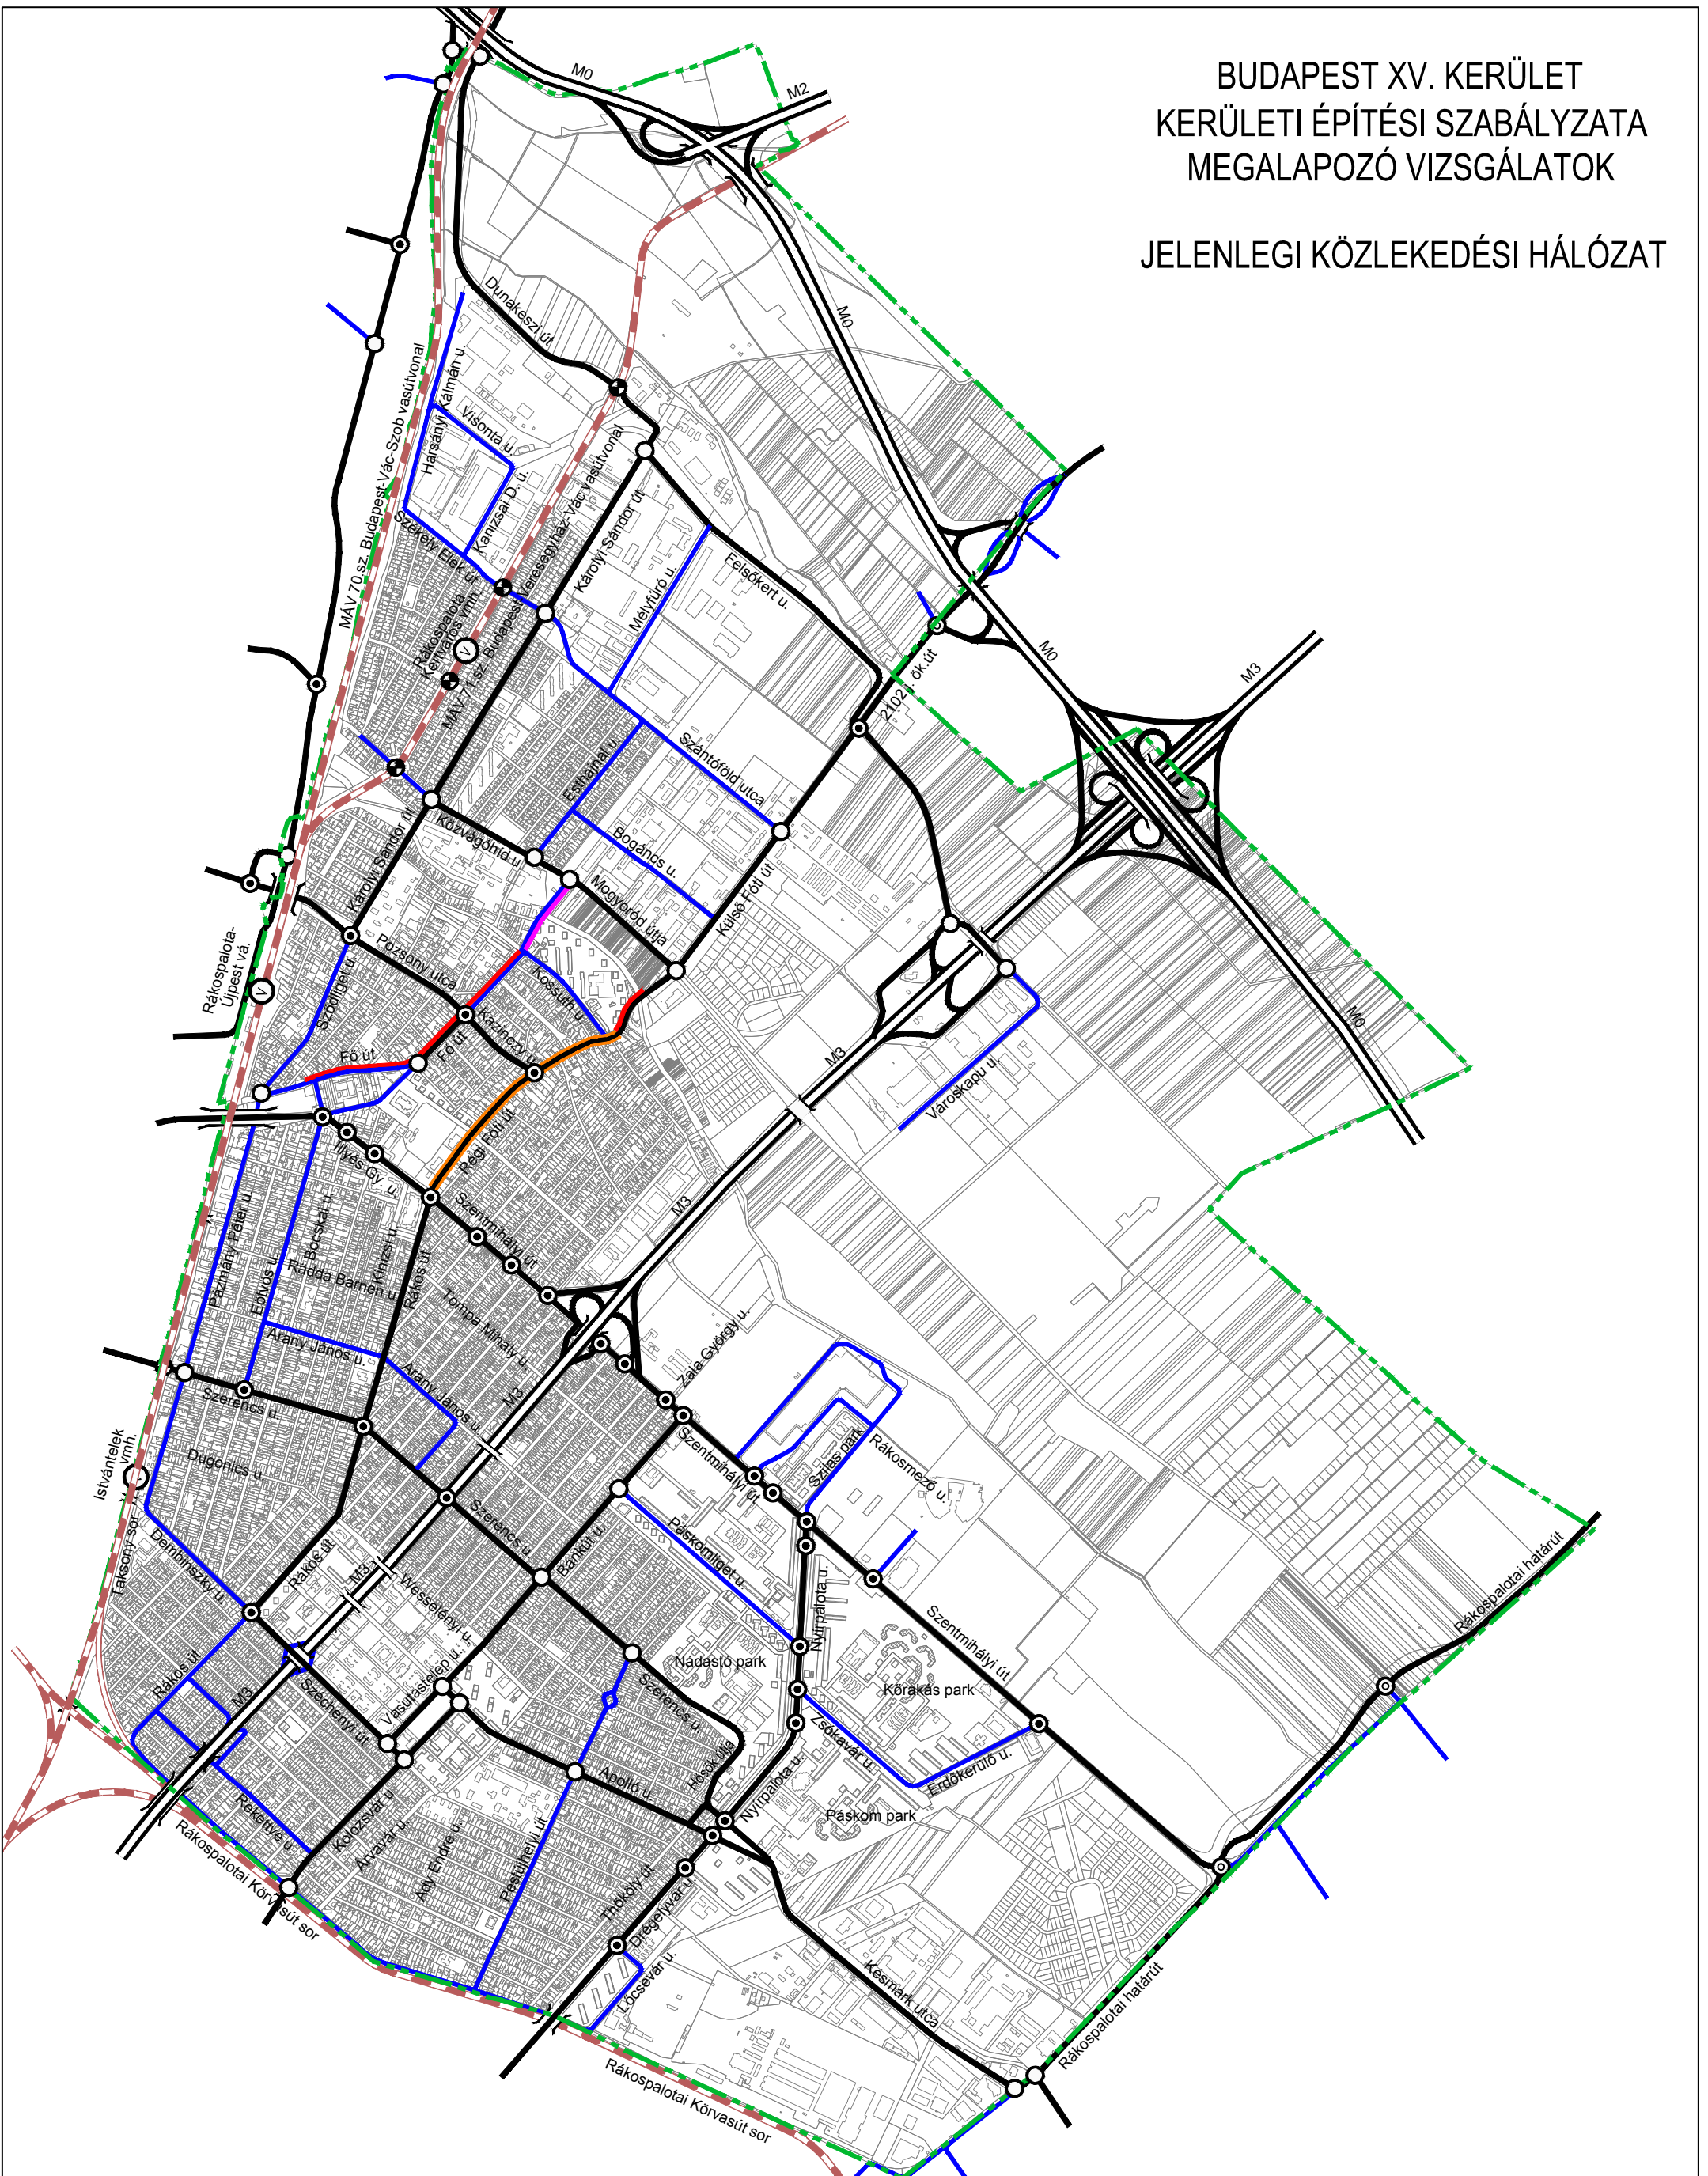 BUDAPEST XV. KERÜLET
KERÜLETI ÉPÍTÉSI SZABÁLYZATA
MEGALAPOZÓ VIZSGÁLATOK
JELENLEGI KÖZLEKEDÉSI HÁLÓZAT
M0
M2
M0
Dunakeszi út
MÁV 70.sz. Budapest-Vác-Szob vasútvonal
Harsányi Kálmán u.
Visonta u.
Kanizsai D. u.
Székely Elek út
MÁV 71.sz. Budapest-Veresegyház-Vác vasútvonal
Károlyi Sándor út
Mélyfúró u.
Felsőkert u.
Rákospalota
Kertváros vmh.
V
2102 j. ök.út
M0
M3
Szántóföld utca
Esthajnal u.
Bogáncs u.
Közvágóhíd u.
Károlyi Sándor út
Mogyoród útja
Külső Fóti út
Pozsony utca
Kossuth u.
Rákospalota-
Újpest vá.
V
Sződliget u.
Kazinczy u.
Fő út
Fő út
M0
M3
Városkapu u.
Régi Fóti út
Illyés Gy. u.
Szentmihályi út
M3
Pázmány Péter u.
Bocskai u.
Eötvös u.
Radda Barnen u.
Kinizsi u.
Rákos út
Tompa Mihály u.
Arany János u.
Arany János u.
Zala György u.
M3
Szerencs u.
Dugonics u.
Istvántelek
vmh.
V
Taksony sor
Szentmihályi út
Szilas park
Rákosmező u.
Szerencs u.
Bánkút u.
Páskomliget u.
Dembinszky u.
Rákos út
M3
Wesselényi u.
Nyírpalota u.
Szentmihályi út
Rákospalotai határút
Nádastó park
Kőrakás park
Rákos út
M3
Széchenyi út
Vasutastelep u.
Szerencs u.
Zsókavár u.
Erdőkerülő u.
Hősök útja
Nyírpalota u.
Páskom park
Apolló u.
Rekettye u.
Kolozsvár u.
Árvavár u.
Ady Endre u.
Pestújhelyi út
Thököly út
Drégelyvár u.
Rákospalotai Körvasút sor
Lőcsevár u.
Késmárk utca
Rákospalotai határút
Rákospalotai Körvasút sor